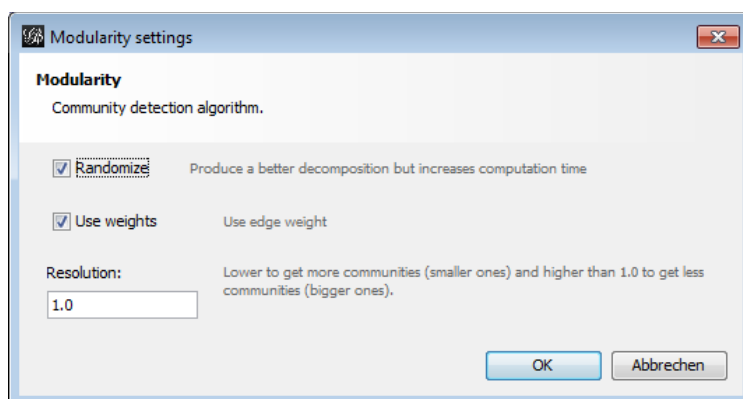 Modularity settings
Modularity
Community detection algorithm.
Randomize Produce a better decomposition but increases computation time
Use weights Use edge weight
Resolution: Lower to get more communities (smaller ones) and higher than 1.0 to get less
communities (bigger ones).
1.0
OK Abbrechen